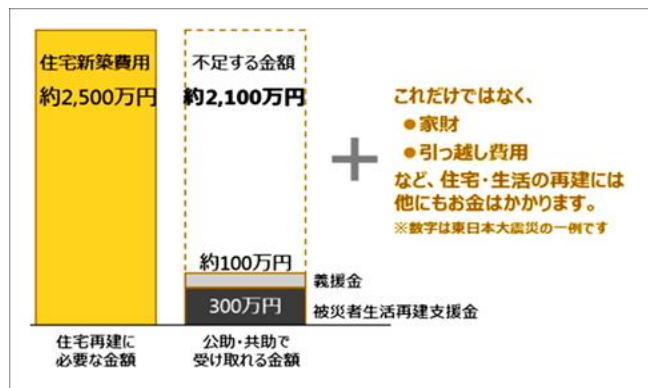 住宅新築費用
約2,500万円
不足する金額
約2,100万円
約100万円
300万円
義援金
被災者生活再建支援金
住宅再建に
必要な金額
公助・共助で
受け取れる金額
+
これだけではなく、
●家財
●引っ越し費用
など、住宅・生活の再建には
他にもお金はかかります。
※数字は東日本大震災の一例です